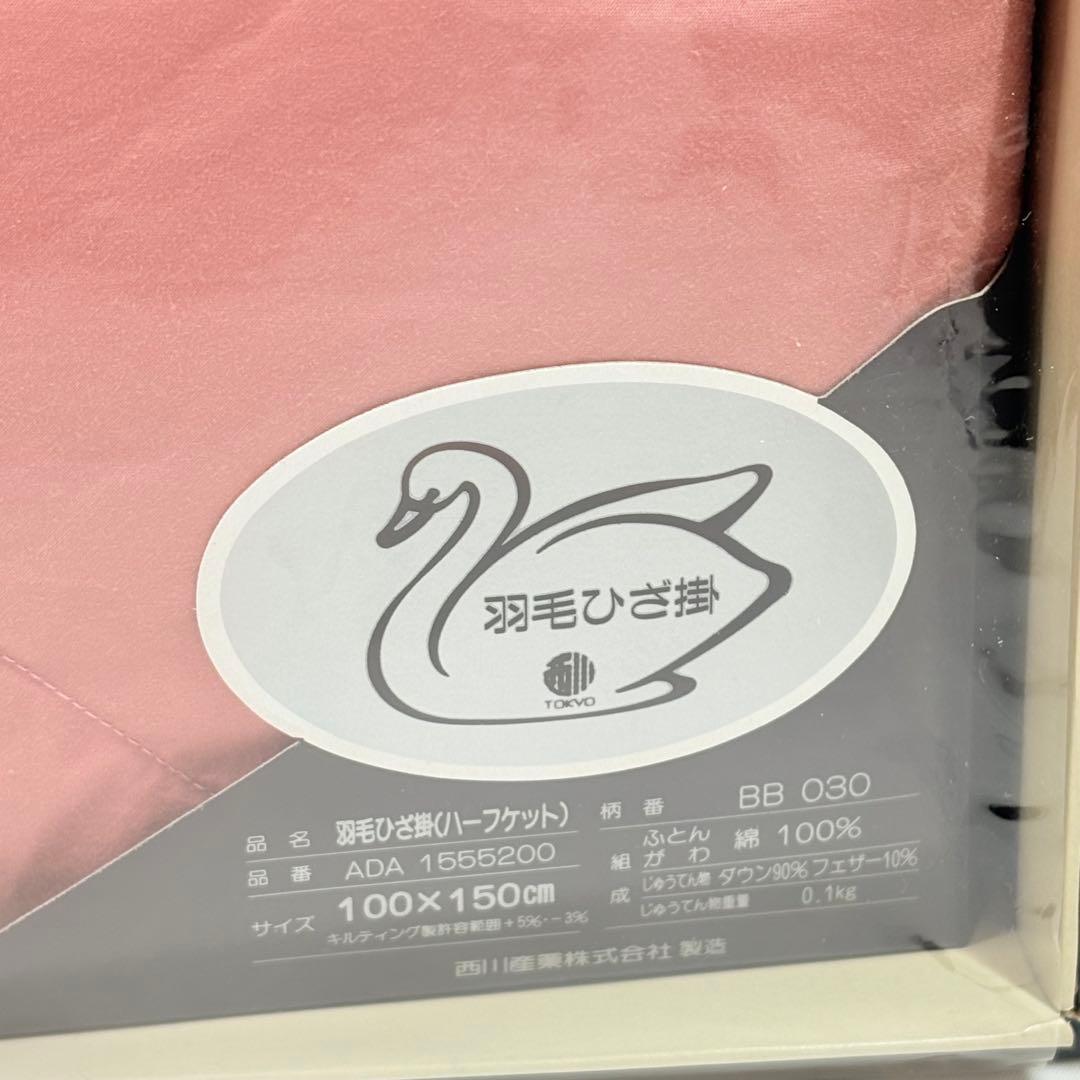 羽毛ひざ掛
西川
TOKYO
品名 羽毛ひざ掛(ハーフケット)
品番 ADA 1555200
サイズ 100×150cm
キルティング製許容範囲+5%・-3%
柄番 BB 030
組成 ふとんがわ 綿 100%
じゅうてん物 ダウン90% フェザー10%
じゅうてん物重量 0.1kg
西川産業株式会社 製造